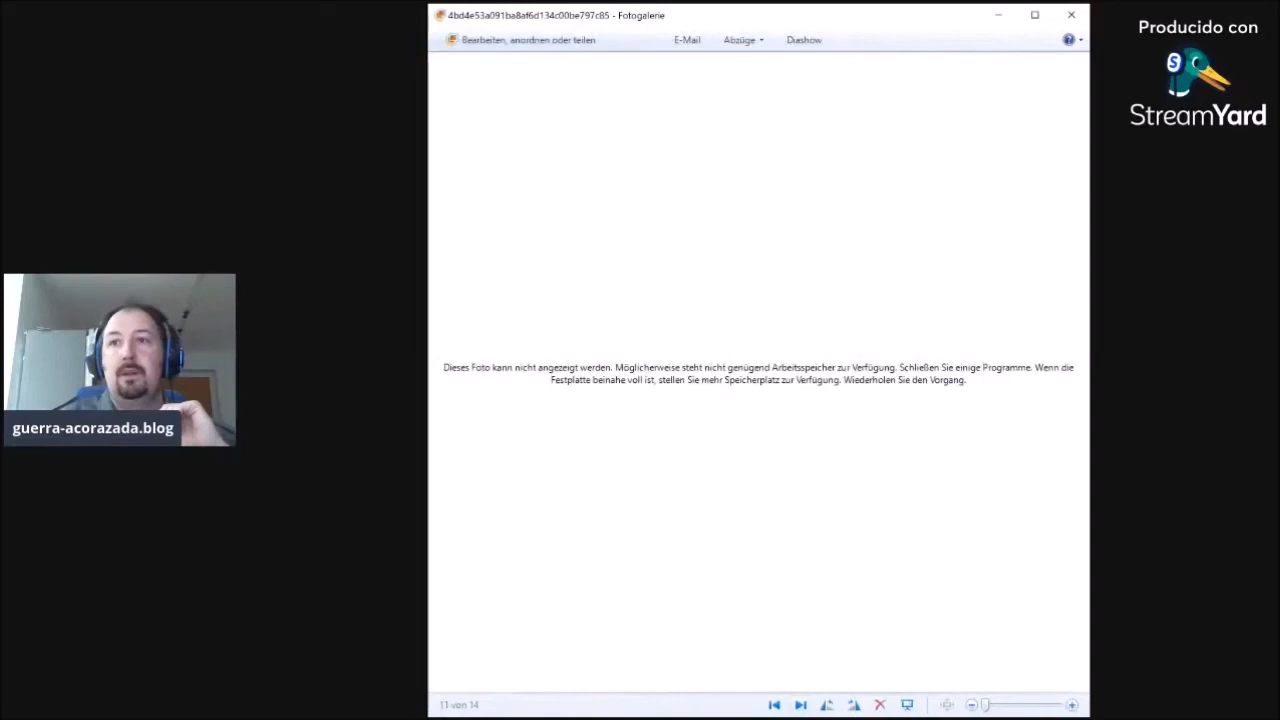 4bd4e53a091ba8af6d134c00be797c85 - Fotogalerie
Bearbeiten, anordnen oder teilen E-Mail Abzüge Diashow
Producido con
StreamYard
Dieses Foto kann nicht angezeigt werden. Möglicherweise steht nicht genügend Arbeitsspeicher zur Verfügung. Schließen Sie einige Programme. Wenn die
Festplatte beinahe voll ist, stellen Sie mehr Speicherplatz zur Verfügung. Wiederholen Sie den Vorgang.
guerra-acorazada.blog
11 von 14